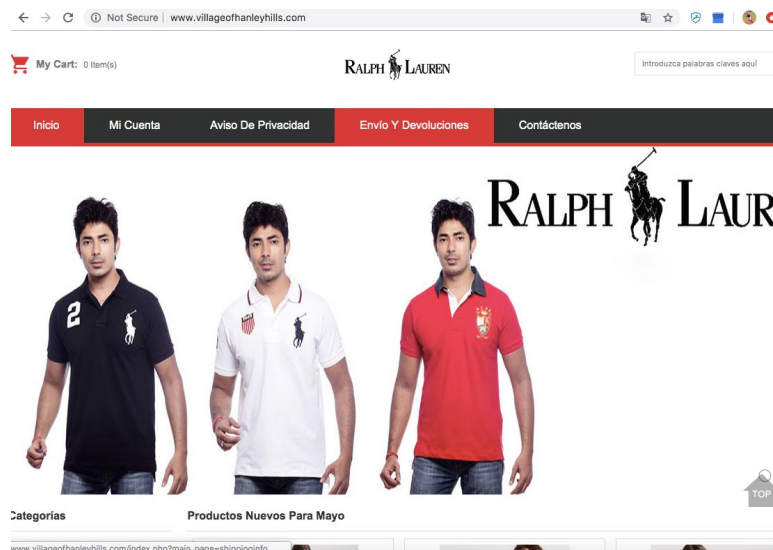 Not Secure | www.villageofhanleyhills.com
My Cart: 0 Item(s)
RALPH LAUREN
Introduzca palabras claves aquí
Inicio
Mi Cuenta
Aviso De Privacidad
Envío Y Devoluciones
Contáctenos
RALPH LAUR
2
TOP
Categorías
Productos Nuevos Para Mayo
www.villageofhanleyhills.com/index.php?main_page=shippinginfo